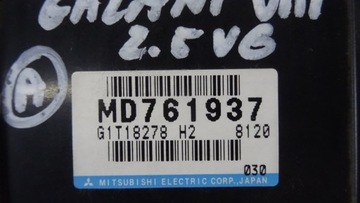 GALANT VIII
2.5 V6
A
MD761937
G1T18278 H2 8120
030
MITSUBISHI ELECTRIC CORP., JAPAN